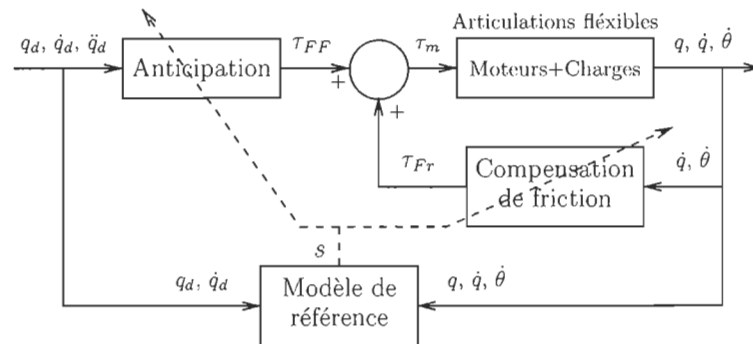 Articulations fléxibles
q_d, q̇_d, q̈_d
Anticipation
τ_FF
+
τ_m
Moteurs+Charges
q, q̇, θ̇
+
τ_Fr
Compensation
de friction
q̇, θ̇
s
q_d, q̇_d
Modèle de
référence
q, q̇, θ̇